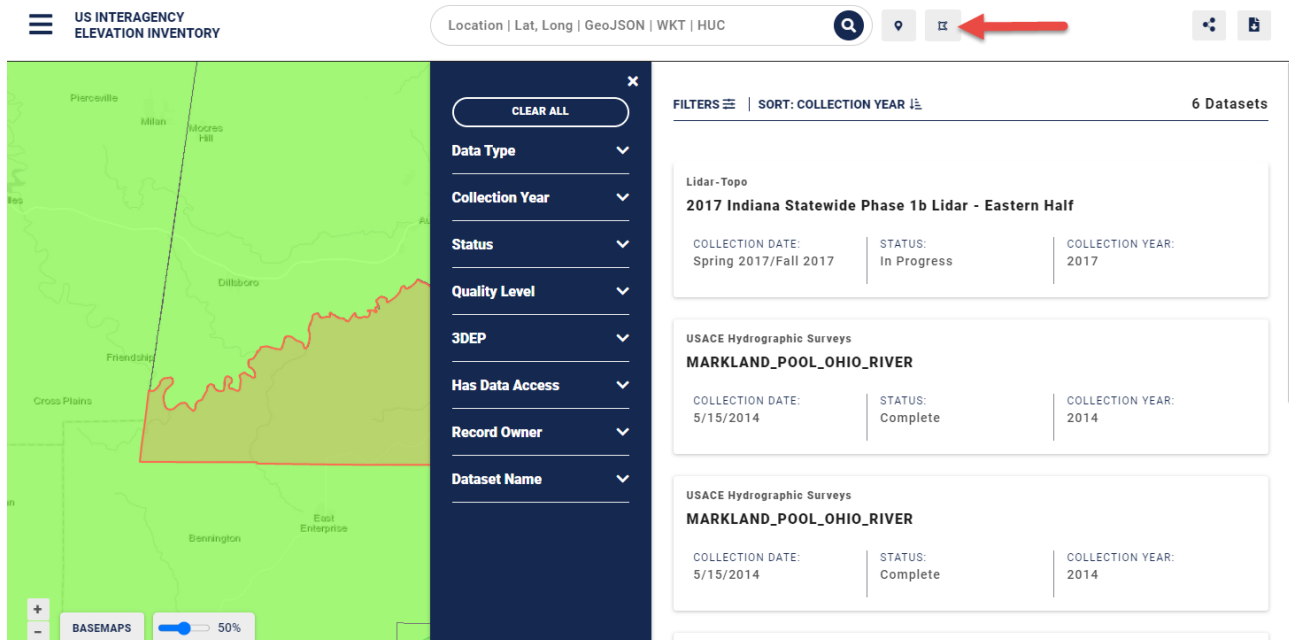 US INTERAGENCY
ELEVATION INVENTORY
Location | Lat, Long | GeoJSON | WKT | HUC
Pierceville
Milan
Moores
Hill
Dillsboro
Friendship
Cross Plains
East
Enterprise
Bennington
+
−
BASEMAPS
50%
CLEAR ALL
Data Type
Collection Year
Status
Quality Level
3DEP
Has Data Access
Record Owner
Dataset Name
FILTERS | SORT: COLLECTION YEAR
6 Datasets
Lidar-Topo
2017 Indiana Statewide Phase 1b Lidar - Eastern Half
COLLECTION DATE: STATUS: COLLECTION YEAR:
Spring 2017/Fall 2017 In Progress 2017
USACE Hydrographic Surveys
MARKLAND_POOL_OHIO_RIVER
COLLECTION DATE: STATUS: COLLECTION YEAR:
5/15/2014 Complete 2014
USACE Hydrographic Surveys
MARKLAND_POOL_OHIO_RIVER
COLLECTION DATE: STATUS: COLLECTION YEAR:
5/15/2014 Complete 2014